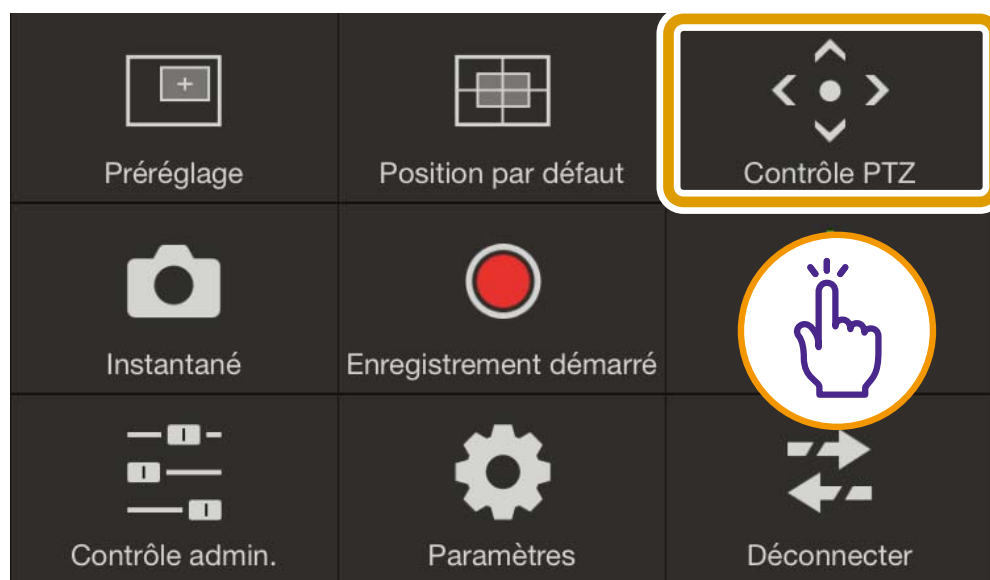 Préréglage
Position par défaut
Contrôle PTZ
Instantané
Enregistrement démarré
Contrôle admin.
Paramètres
Déconnecter